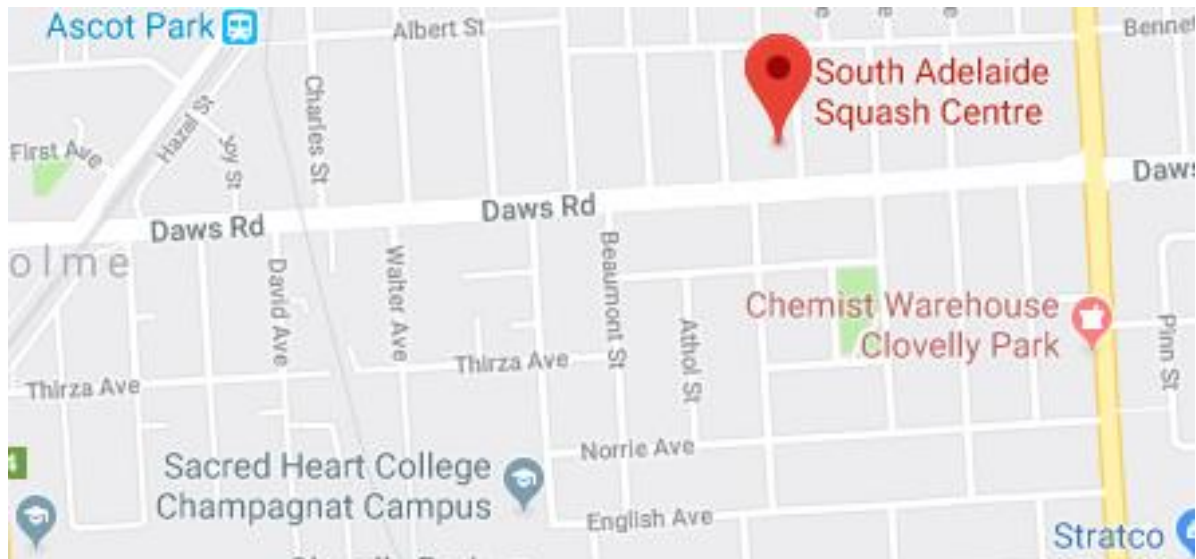 Ascot Park
Albert St
Bennet
South Adelaide
Squash Centre
Charles St
Hazel St
Joy St
First Ave
Daws Rd
Daws Rd
Daws
olme
David Ave
Walter Ave
Beaumont St
Athol St
Chemist Warehouse
Clovelly Park
Pinn St
Thirza Ave
Thirza Ave
Norrie Ave
Sacred Heart College
Champagnat Campus
English Ave
Stratco